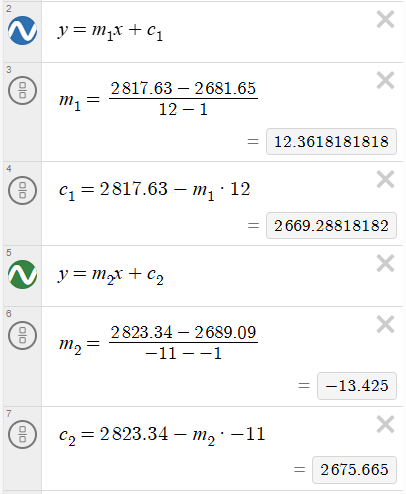 2
y = m₁x + c₁
3
m₁ = (2817.63 − 2681.65)/(12 − 1)
= 12.3618181818
4
c₁ = 2817.63 − m₁ · 12
= 2669.28818182
5
y = m₂x + c₂
6
m₂ = (2823.34 − 2689.09)/(−11 − −1)
= −13.425
7
c₂ = 2823.34 − m₂ · −11
= 2675.665